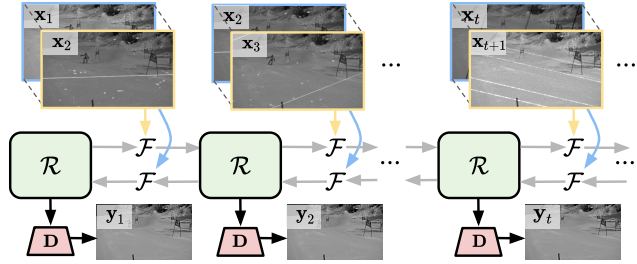 x₁ x₂ xₜ
x₂ x₃ xₜ₊₁
... ...
ℱ ℱ ℱ
ℛ ℛ ... ℛ ...
ℱ ℱ ℱ
y₁ y₂ yₜ
D D D